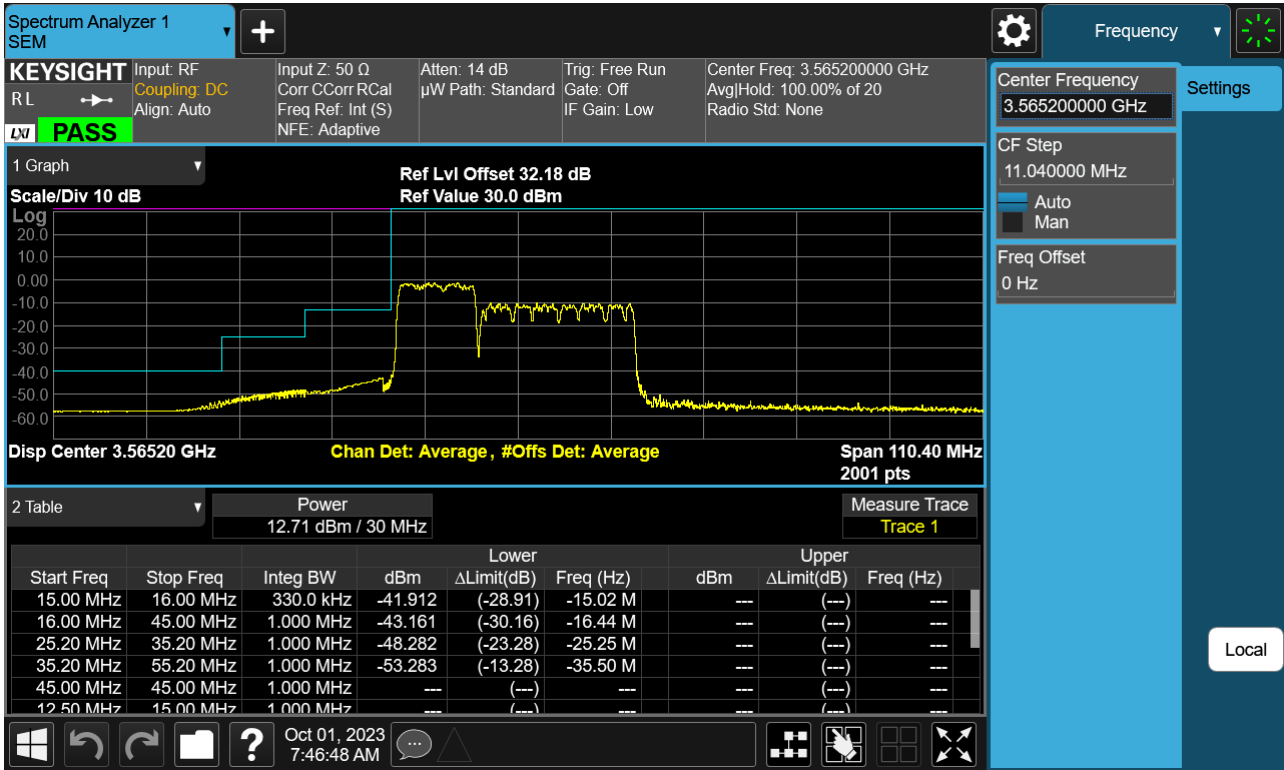 Spectrum Analyzer 1
SEM
Frequency
KEYSIGHT
R L
LXI
PASS
Input: RF
Coupling: DC
Align: Auto
Input Z: 50 Ω
Corr CCorr RCal
Freq Ref: Int (S)
NFE: Adaptive
Atten: 14 dB
µW Path: Standard
Trig: Free Run
Gate: Off
IF Gain: Low
Center Freq: 3.565200000 GHz
Avg|Hold: 100.00% of 20
Radio Std: None
Center Frequency
3.565200000 GHz
Settings
CF Step
11.040000 MHz
Auto
Man
Freq Offset
0 Hz
1 Graph
Scale/Div 10 dB
Ref Lvl Offset 32.18 dB
Ref Value 30.0 dBm
Log
20.0
10.0
0.00
-10.0
-20.0
-30.0
-40.0
-50.0
-60.0
Disp Center 3.56520 GHz
Chan Det: Average , #Offs Det: Average
Span 110.40 MHz
2001 pts
2 Table
Power
12.71 dBm / 30 MHz
Measure Trace
Trace 1
Lower Upper
Start Freq Stop Freq Integ BW dBm ΔLimit(dB) Freq (Hz) dBm ΔLimit(dB) Freq (Hz)
15.00 MHz 16.00 MHz 330.0 kHz -41.912 (-28.91) -15.02 M --- (---) ---
16.00 MHz 45.00 MHz 1.000 MHz -43.161 (-30.16) -16.44 M --- (---) ---
25.20 MHz 35.20 MHz 1.000 MHz -48.282 (-23.28) -25.25 M --- (---) ---
35.20 MHz 55.20 MHz 1.000 MHz -53.283 (-13.28) -35.50 M --- (---) ---
45.00 MHz 45.00 MHz 1.000 MHz --- (---) --- --- (---) ---
12.50 MHz 15.00 MHz 1.000 MHz --- (---) --- --- (---) ---
Local
Oct 01, 2023
7:46:48 AM